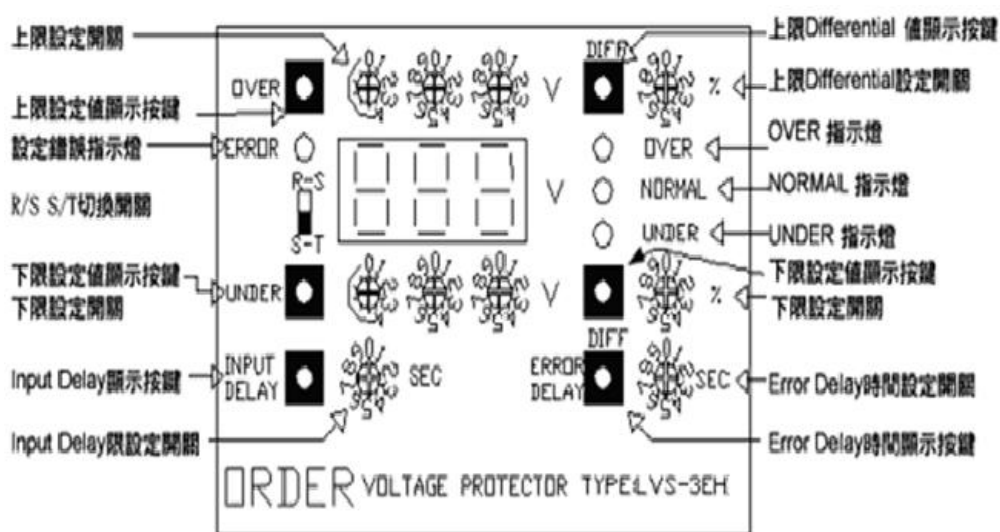 上限設定開關
上限設定值顯示按鍵
設定錯誤指示燈
R/S S/T切換開關
下限設定值顯示按鍵
下限設定開關
Input Delay顯示按鍵
Input Delay限設定開關
OVER
V
DIFF
%
ERROR
R-S
S-T
V
OVER
NORMAL
UNDER
UNDER
V
%
DIFF
INPUT
DELAY
SEC
ERROR
DELAY
SEC
ORDER VOLTAGE PROTECTOR TYPE:LVS-3EH
上限Differential 值顯示按鍵
上限Differential設定開關
OVER 指示燈
NORMAIL 指示燈
UNDER 指示燈
下限設定值顯示按鍵
下限設定開關
Error Delay時間設定開關
Error Delay時間顯示按鍵